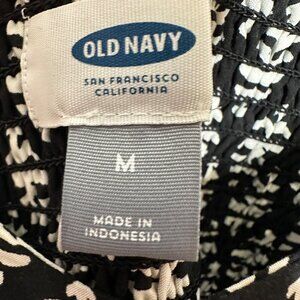 OLD NAVY
SAN FRANCISCO
CALIFORNIA
M
MADE IN
INDONESIA